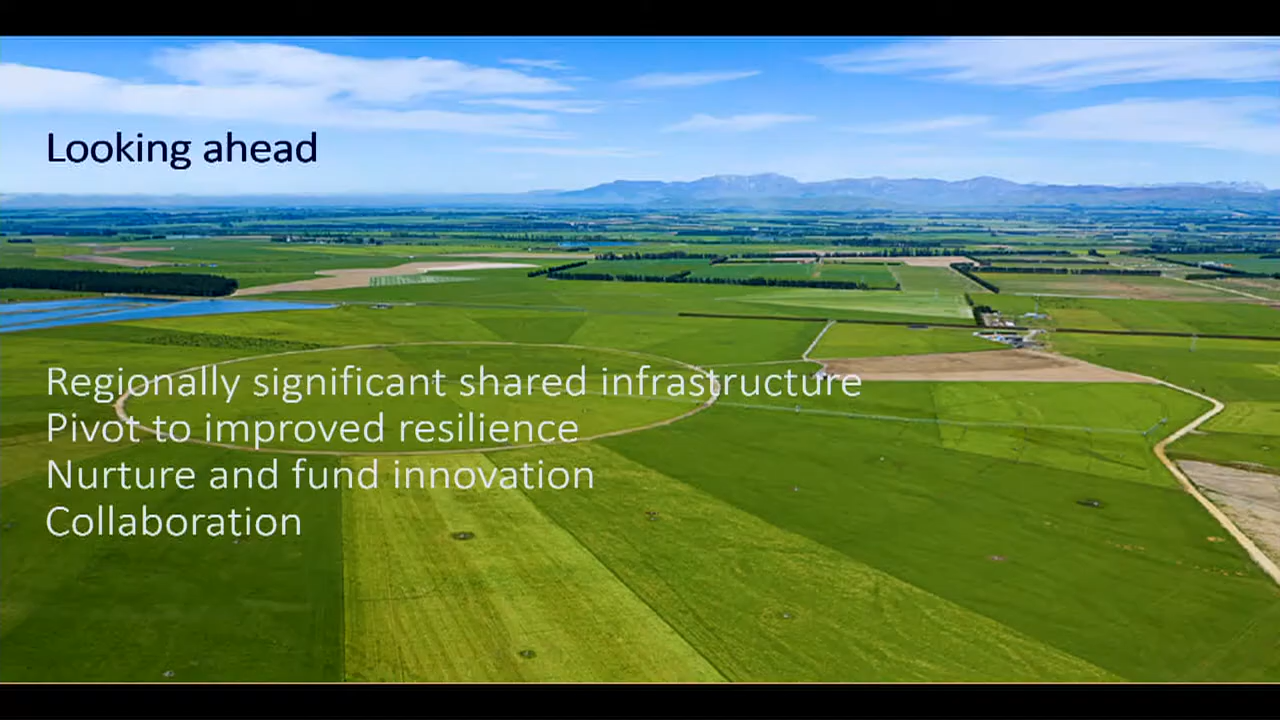 Looking ahead
Regionally significant shared infrastructure
Pivot to improved resilience
Nurture and fund innovation
Collaboration